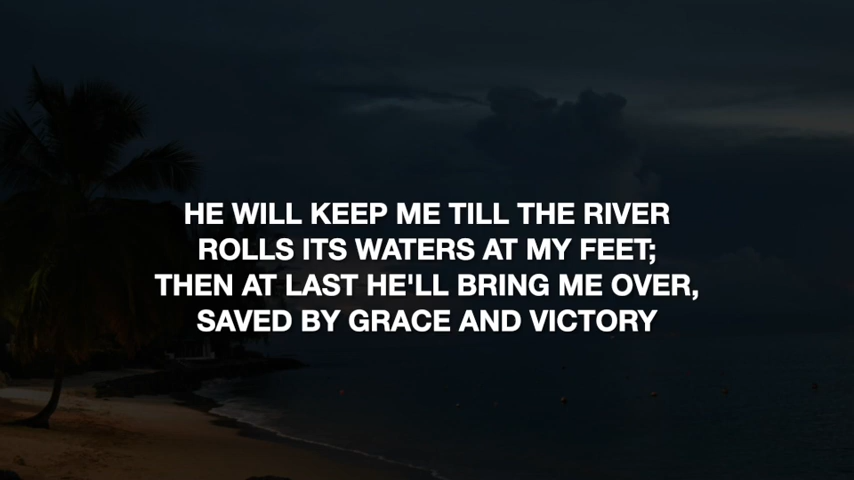 HE WILL KEEP ME TILL THE RIVER
ROLLS ITS WATERS AT MY FEET;
THEN AT LAST HE'LL BRING ME OVER,
SAVED BY GRACE AND VICTORY